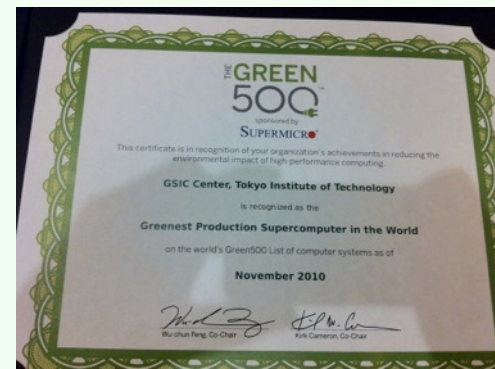 THE GREEN
500™
sponsored by
SUPERMICRO
This certificate is in recognition of your organization's achievements in reducing the
environmental impact of high performance computing.
GSIC Center, Tokyo Institute of Technology
is recognized as the
Greenest Production Supercomputer in the World
on the world's Green500 List of computer systems as of
November 2010
Wu-chun Feng, Co-Chair
Kirk Cameron, Co-Chair